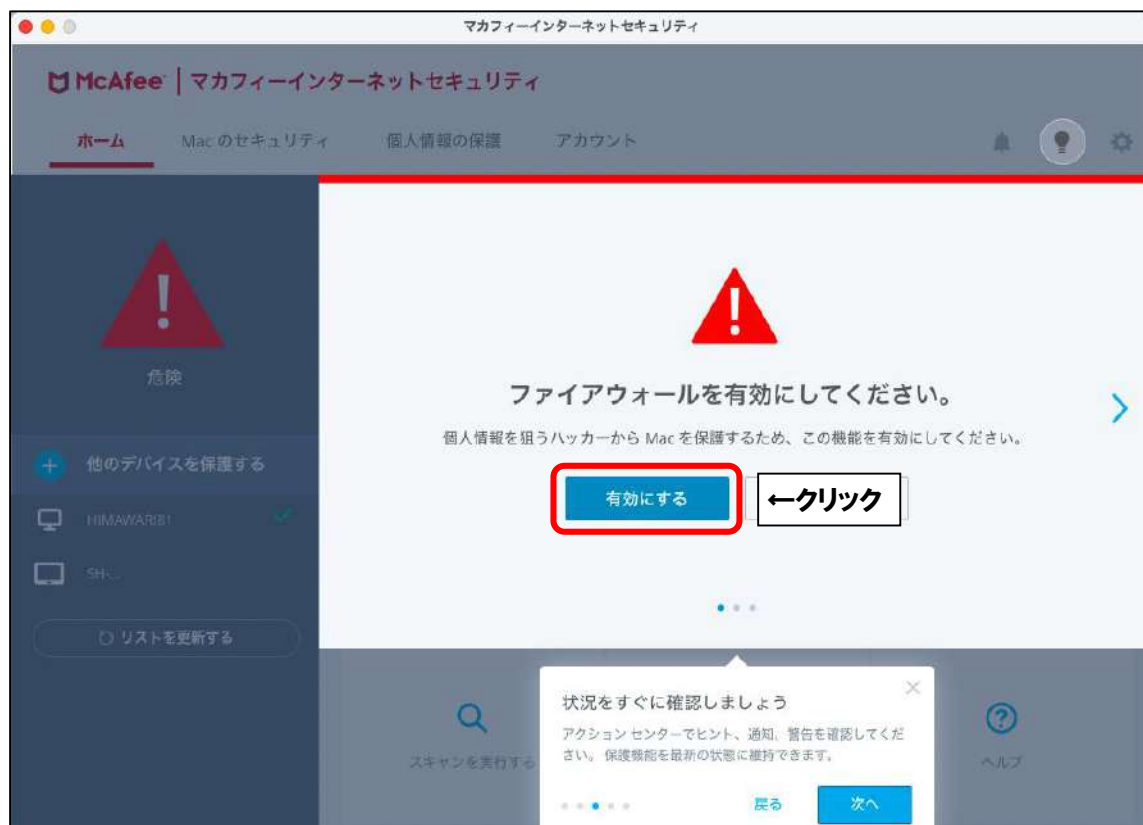 マカフィーインターネットセキュリティ
McAfee | マカフィーインターネットセキュリティ
ホーム Mac のセキュリティ 個人情報の保護 アカウント
危険
ファイアウォールを有効にしてください。
個人情報を狙うハッカーから Mac を保護するため、この機能を有効にしてください。
有効にする
←クリック
他のデバイスを保護する
HIMAWARI81
SH-...
リストを更新する
状況をすぐに確認しましょう
アクション センターでヒント、通知、警告を確認してくだ
さい。 保護機能を最新の状態に維持できます。
戻る 次へ
スキャンを実行する
ヘルプ